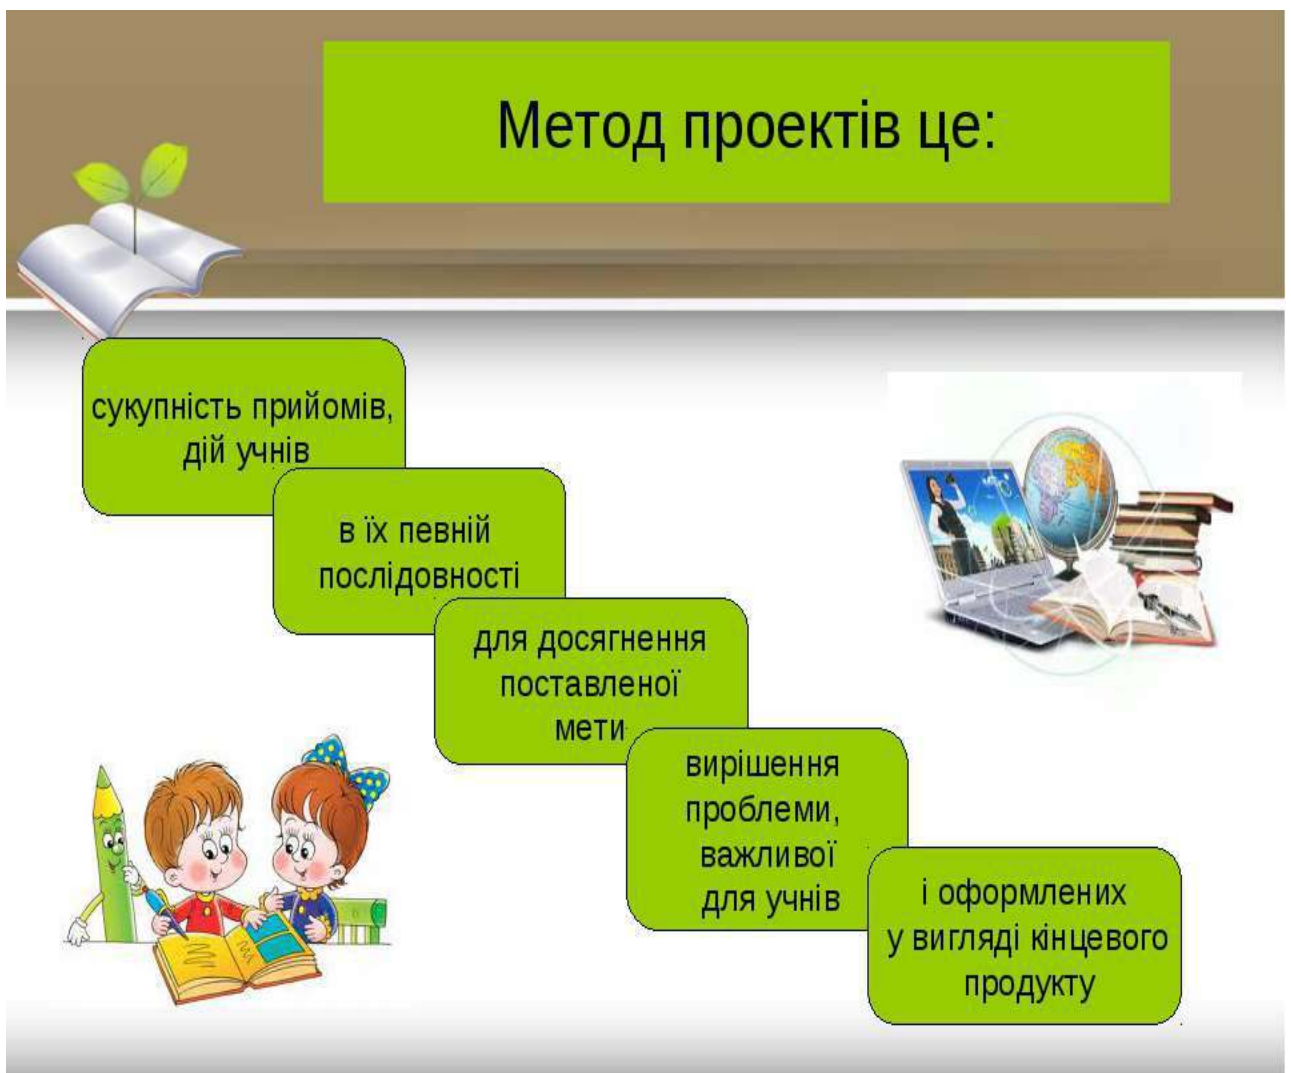 Метод проектів це:
сукупність прийомів,
дій учнів
в їх певній
послідовності
для досягнення
поставленої
мети
вирішення
проблеми,
важливої
для учнів
і оформлених
у вигляді кінцевого
продукту